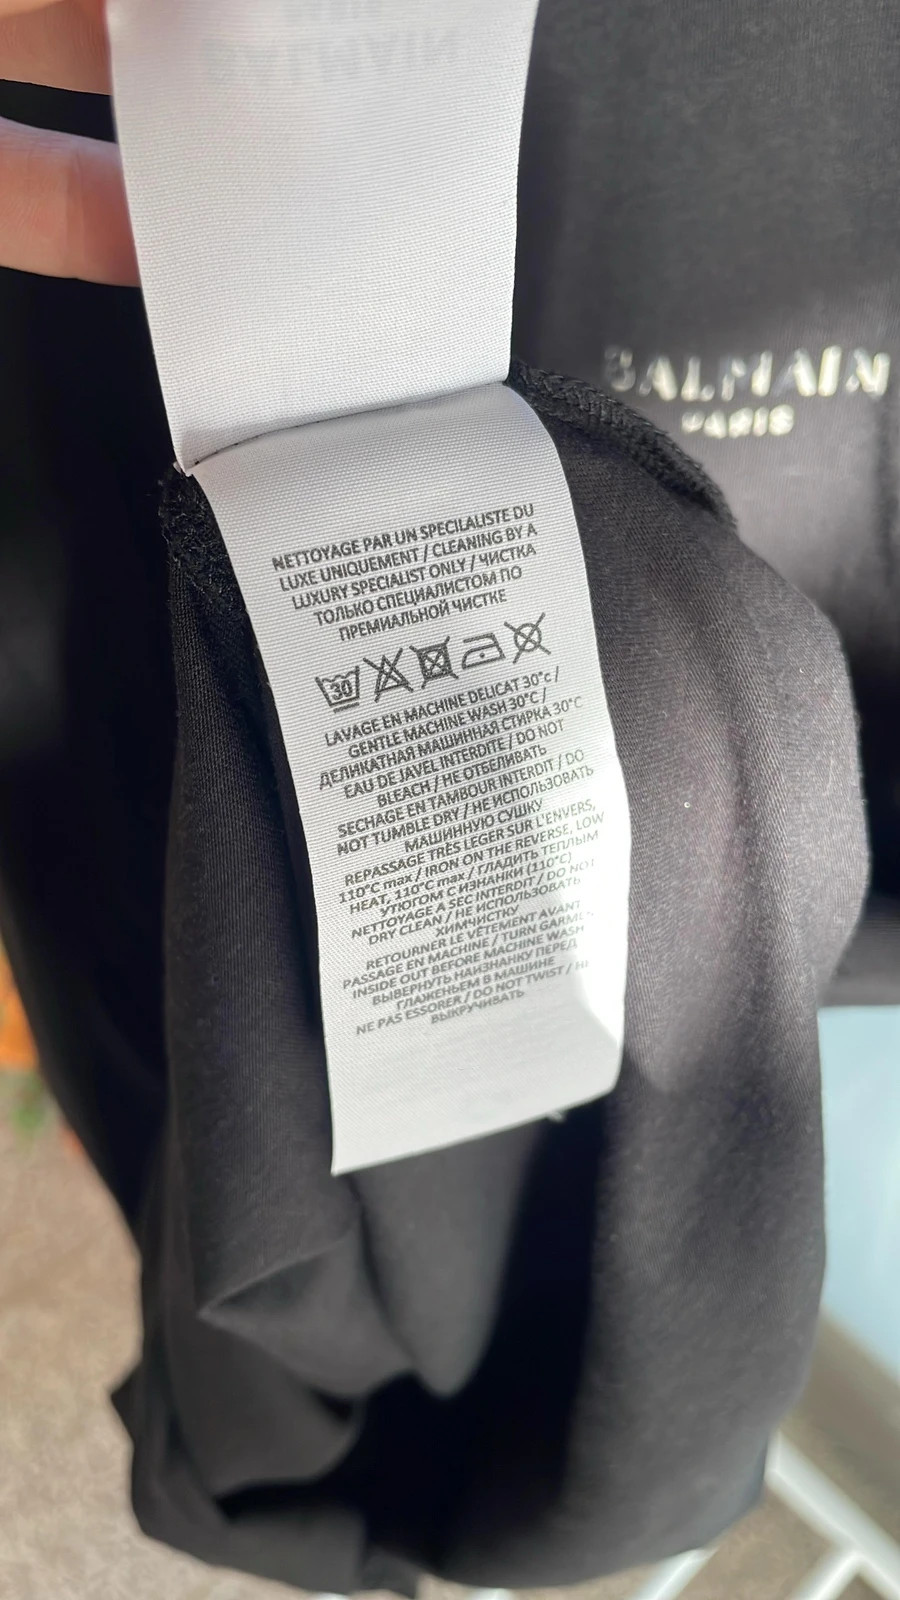 BALMAIN
BALMAIN
PARIS
NETTOYAGE PAR UN SPECILALISTE DU
LUXE UNIQUEMENT / CLEANING BY A
LUXURY SPECIALIST ONLY / ЧИСТКА
ТОЛЬКО СПЕЦИАЛИСТОМ ПО
ПРЕМИАЛЬНОЙ ЧИСТКЕ
30
LAVAGE EN MACHINE DELICAT 30°c /
GENTLE MACHINE WASH 30°C /
ДЕЛИКАТНАЯ МАШИННАЯ СТИРКА 30°C
EAU DE JAVEL INTERDITE / DO NOT
BLEACH / НЕ ОТБЕЛИВАТЬ
SECHAGE EN TAMBOUR INTERDIT / DO
NOT TUMBLE DRY / НЕ ИСПОЛЬЗОВАТЬ
МАШИННУЮ СУШКУ
REPASSAGE TRÈS LEGER SUR L'ENVERS,
110°C max / IRON ON THE REVERSE, LOW
HEAT, 110°C max / ГЛАДИТЬ ТЕПЛЫМ
УТЮГОМ С ИЗНАНКИ (110°C)
NETTOYAGE A SEC INTERDIT / DO NOT
DRY CLEAN / НЕ ИСПОЛЬЗОВАТЬ
ХИМЧИСТКУ
RETOURNER LE VÊTEMENT AVANT
PASSAGE EN MACHINE / TURN
INSIDE OUT BEFORE MACHINE WASH
ВЫВЕРНУТЬ НАИЗНАНКУ ПЕРЕД
ГЛАЖЕНЬЕМ В МАШИНЕ
NE PAS ESSORER / DO NOT TWIST /
ВЫКРУЧИВАТЬ